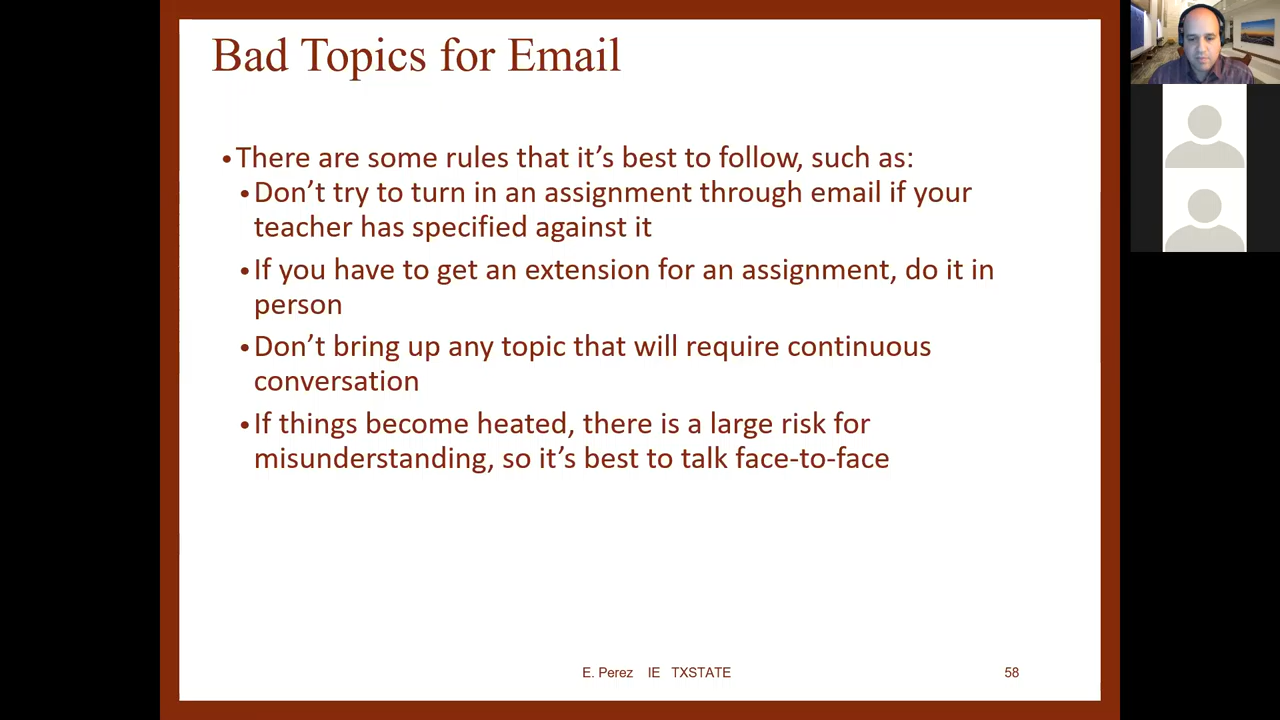 Bad Topics for Email
•There are some rules that it’s best to follow, such as:
•Don’t try to turn in an assignment through email if your
teacher has specified against it
•If you have to get an extension for an assignment, do it in
person
•Don’t bring up any topic that will require continuous
conversation
•If things become heated, there is a large risk for
misunderstanding, so it’s best to talk face-to-face
E. Perez IE TXSTATE 58